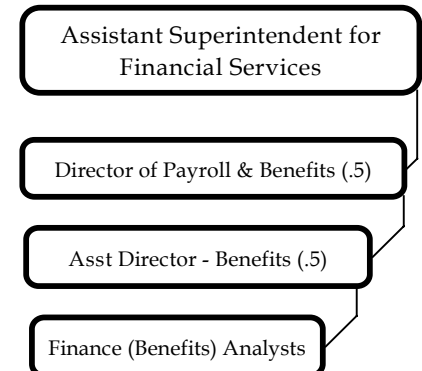 Assistant Superintendent for
Financial Services
Director of Payroll & Benefits (.5)
Asst Director - Benefits (.5)
Finance (Benefits) Analysts